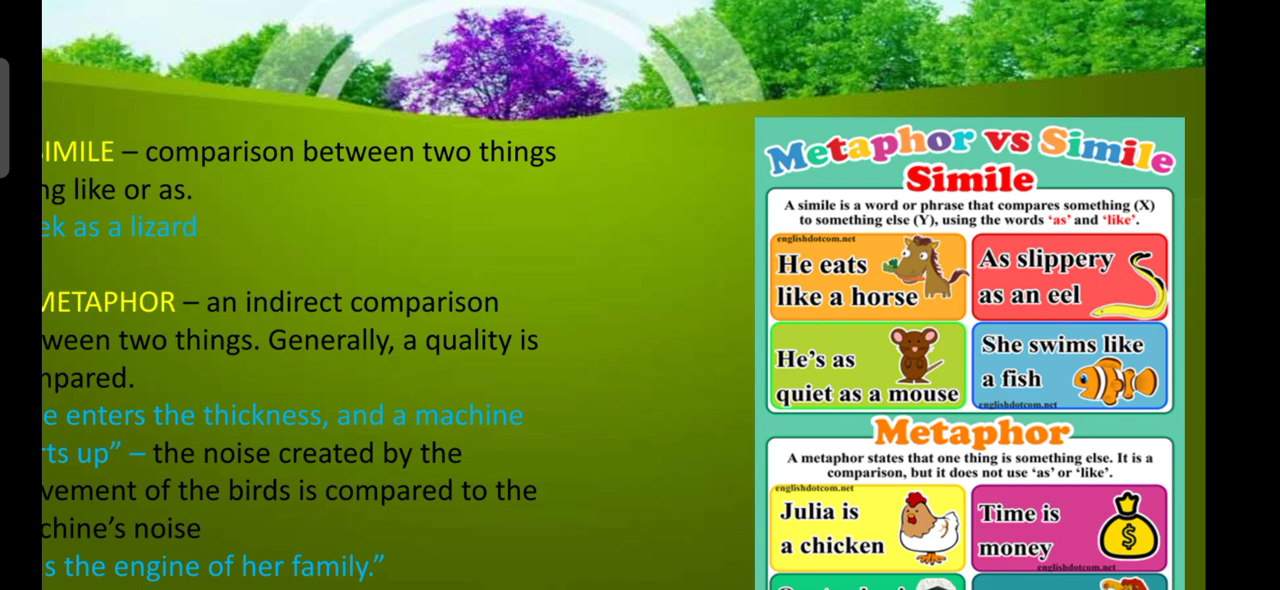 SIMILE – comparison between two things
ng like or as.
ek as a lizard
METAPHOR – an indirect comparison
ween two things. Generally, a quality is
mpared.
e enters the thickness, and a machine
rts up” – the noise created by the
vement of the birds is compared to the
chine’s noise
s the engine of her family.”
Metaphor vs Simile
Simile
A simile is a word or phrase that compares something (X)
to something else (Y), using the words ‘as’ and ‘like’.
englishdotcom.net
He eats
like a horse
As slippery
as an eel
He’s as
quiet as a mouse
She swims like
a fish
englishdotcom.net
Metaphor
A metaphor states that one thing is something else. It is a
comparison, but it does not use ‘as’ or ‘like’.
englishdotcom.net
Julia is
a chicken
Time is
money
$
englishdotcom.net